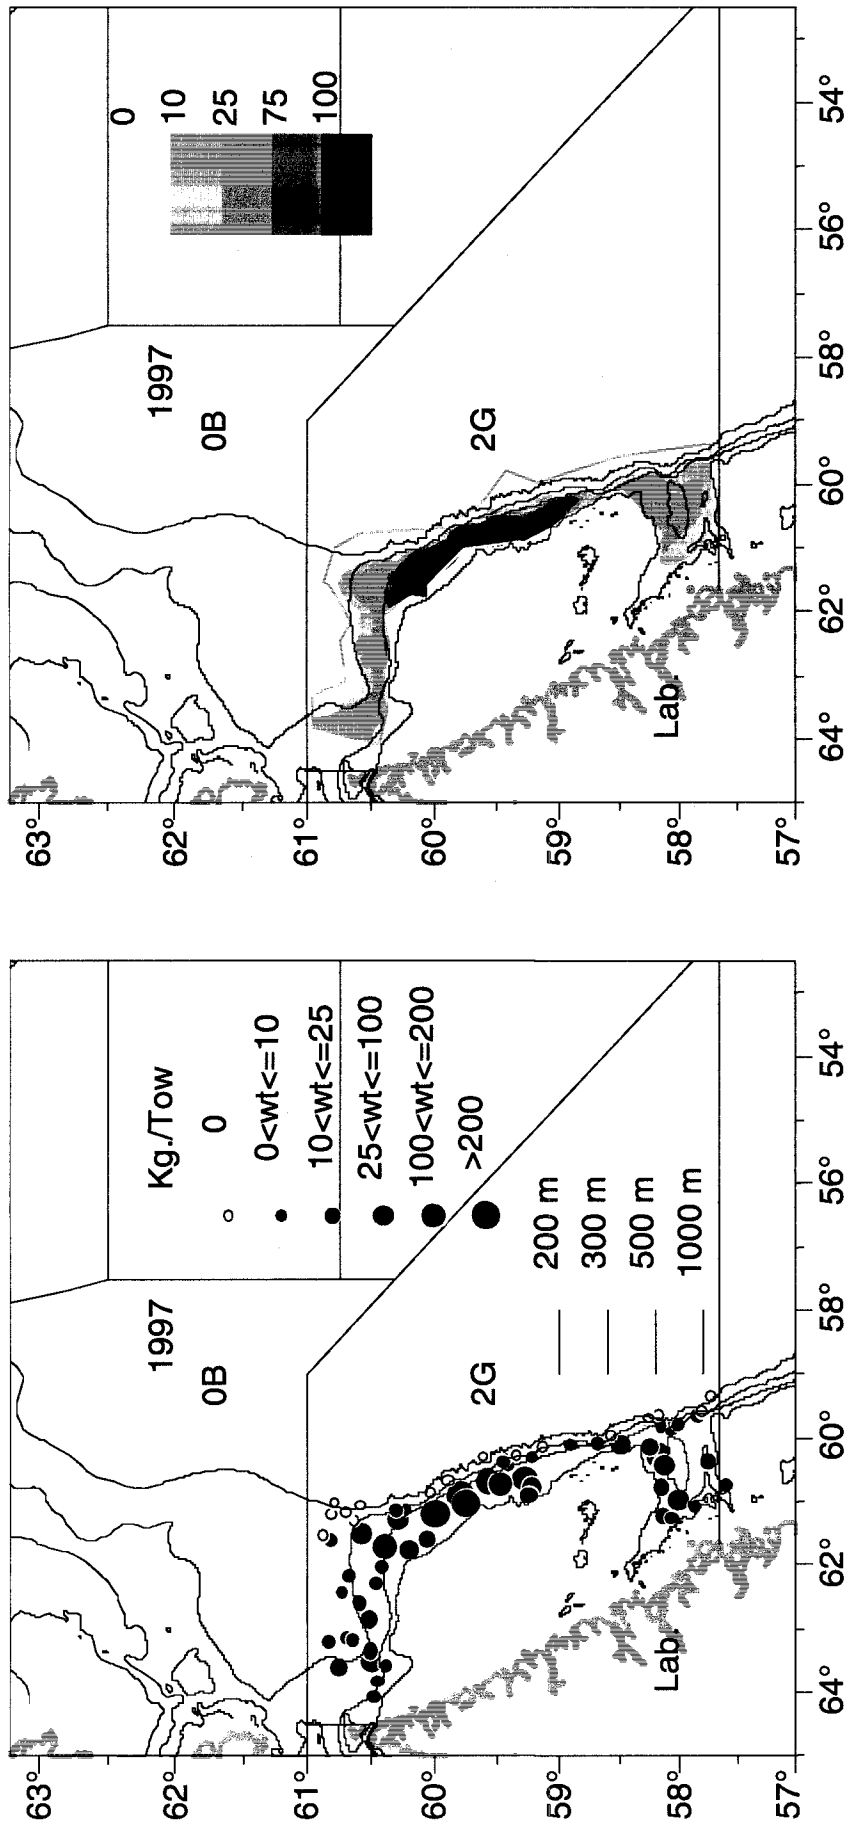 63°
62°
61°
60°
59°
58°
57°
64°
62°
60°
58°
56°
54°
1997
0B
2G
Lab.
Kg./Tow
0
0<wt<=10
10<wt<=25
25<wt<=100
100<wt<=200
>200
200 m
300 m
500 m
1000 m
63°
62°
61°
60°
59°
58°
57°
64°
62°
60°
58°
56°
54°
1997
0B
2G
Lab.
0
10
25
75
100